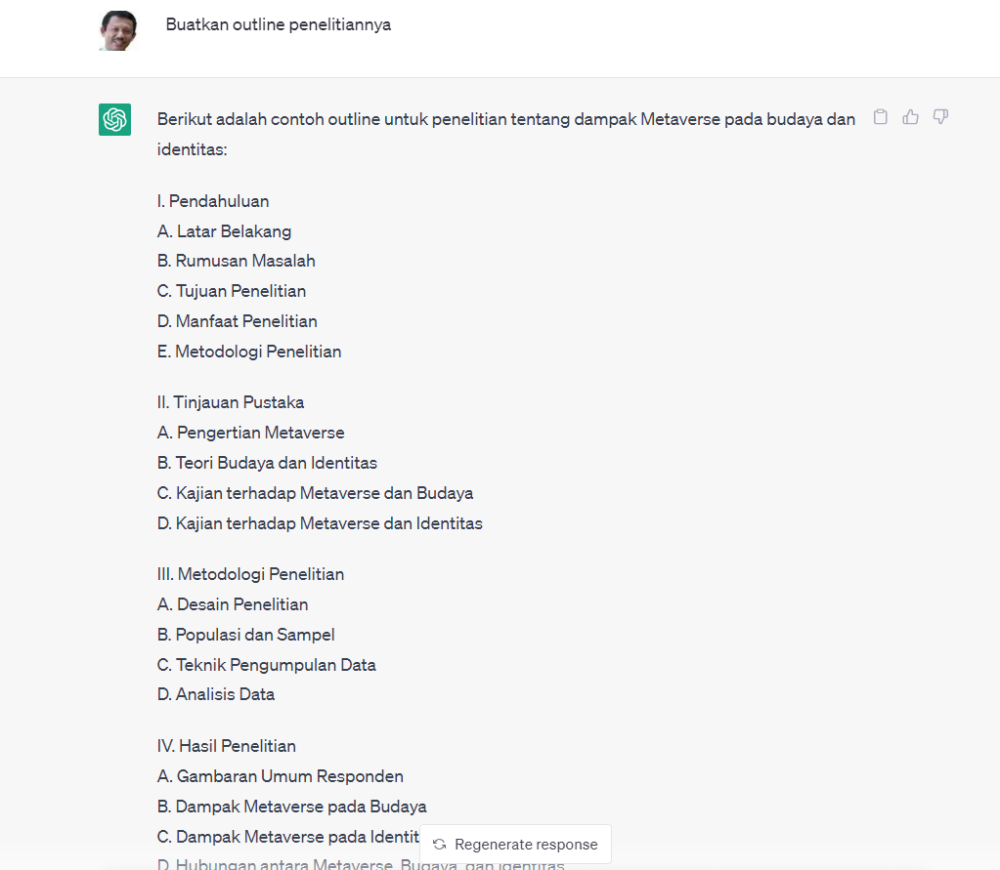 Buatkan outline penelitiannya
Berikut adalah contoh outline untuk penelitian tentang dampak Metaverse pada budaya dan
identitas:
I. Pendahuluan
A. Latar Belakang
B. Rumusan Masalah
C. Tujuan Penelitian
D. Manfaat Penelitian
E. Metodologi Penelitian
II. Tinjauan Pustaka
A. Pengertian Metaverse
B. Teori Budaya dan Identitas
C. Kajian terhadap Metaverse dan Budaya
D. Kajian terhadap Metaverse dan Identitas
III. Metodologi Penelitian
A. Desain Penelitian
B. Populasi dan Sampel
C. Teknik Pengumpulan Data
D. Analisis Data
IV. Hasil Penelitian
A. Gambaran Umum Responden
B. Dampak Metaverse pada Budaya
C. Dampak Metaverse pada Identit
Regenerate response
D. Hubungan antara Metaverse, Budaya, dan Identitas